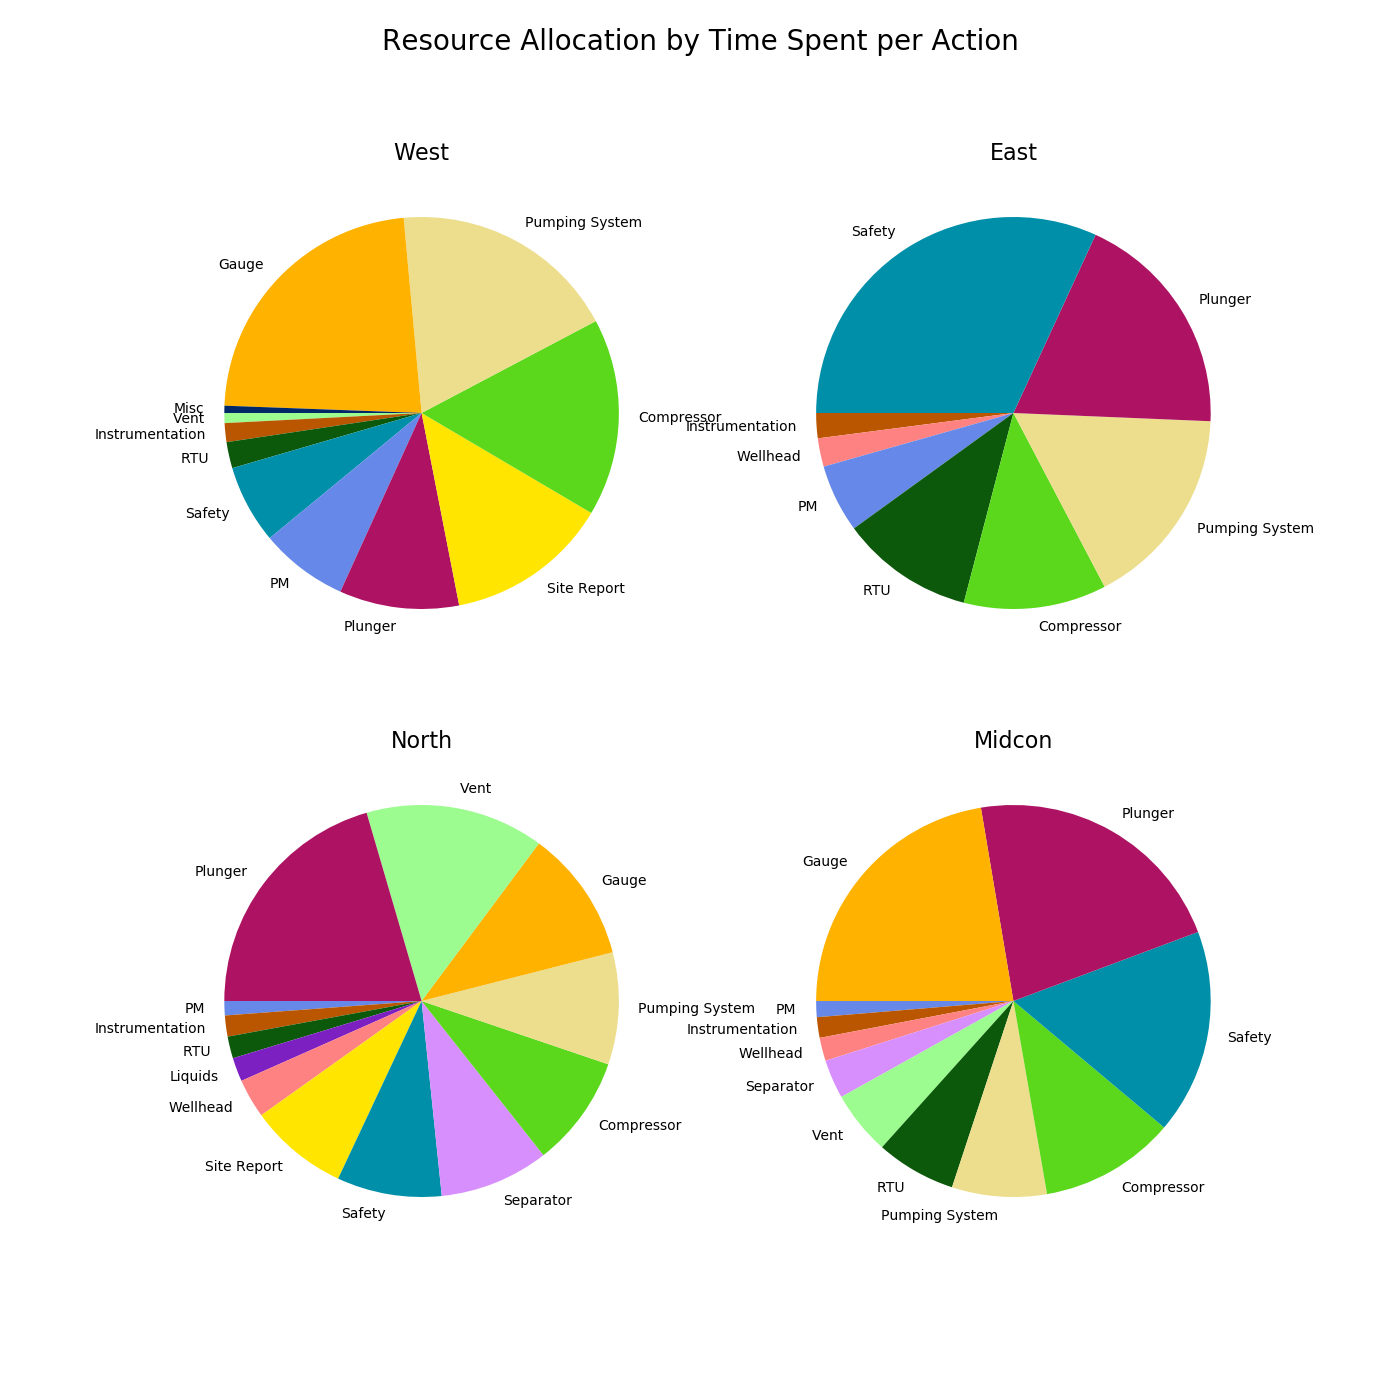 Resource Allocation by Time Spent per Action
West
Pumping System
Gauge
Misc
Compressor
Vent
Instrumentation
RTU
Safety
PM
Site Report
Plunger
East
Safety
Plunger
Instrumentation
Wellhead
PM
Pumping System
RTU
Compressor
North
Vent
Plunger
Gauge
PM
Pumping System
Instrumentation
RTU
Liquids
Wellhead
Compressor
Site Report
Separator
Safety
Midcon
Plunger
Gauge
PM
Instrumentation
Safety
Wellhead
Separator
Vent
RTU
Compressor
Pumping System